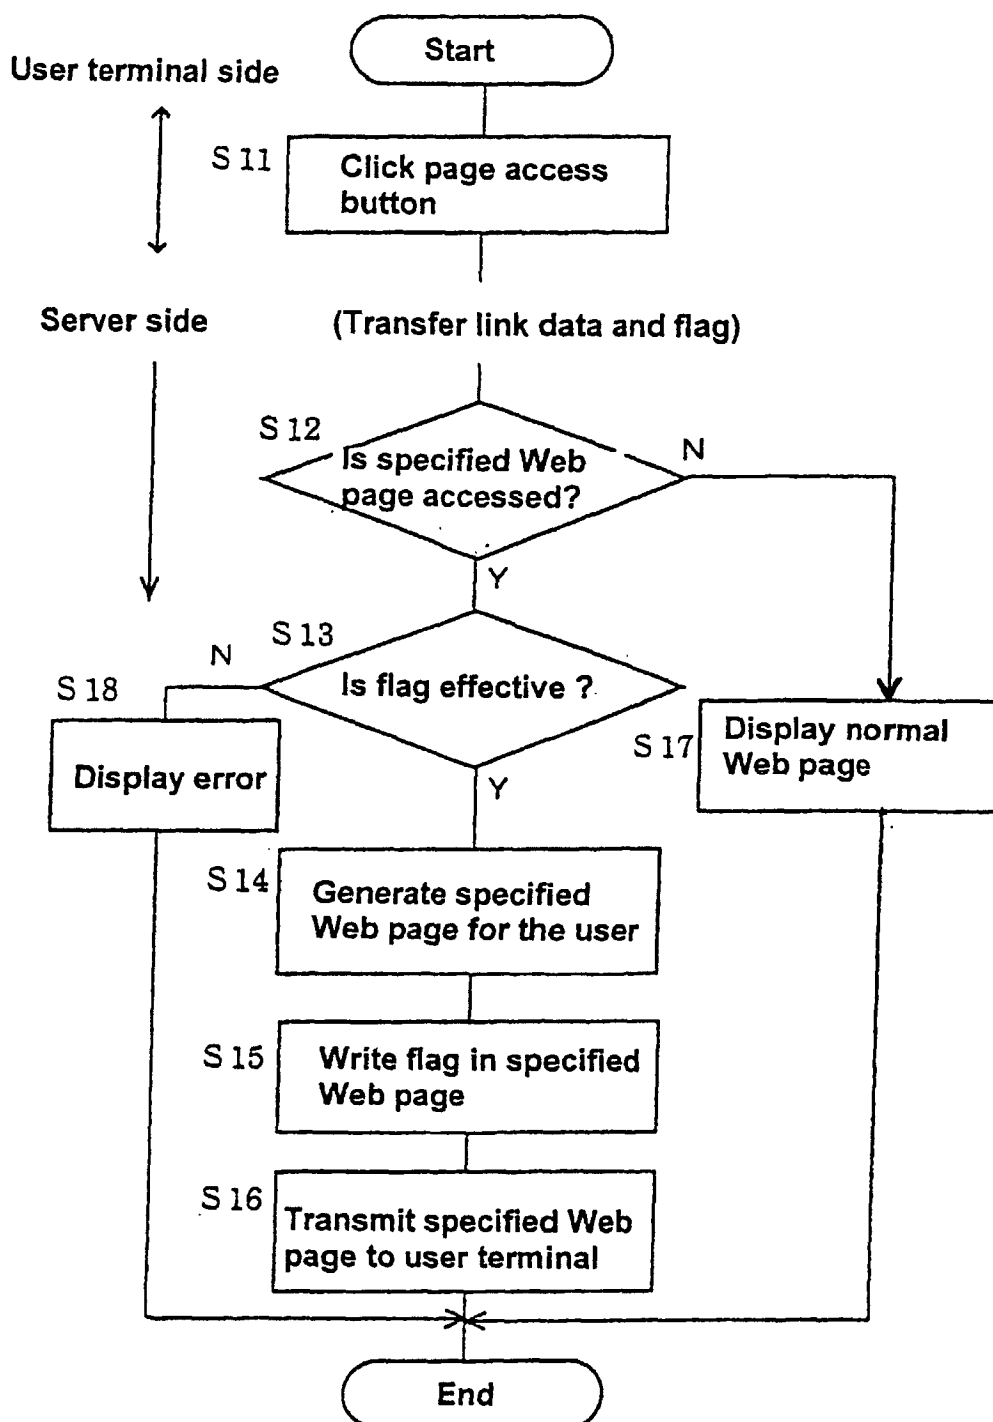 Start
User terminal side
S 11
Click page access
button
Server side
(Transfer link data and flag)
S 12
Is specified Web
page accessed?
N
Y
S 13
Is flag effective ?
N
S 18
Display error
Y
S 17
Display normal
Web page
S 14
Generate specified
Web page for the user
S 15
Write flag in specified
Web page
S 16
Transmit specified Web
page to user terminal
End